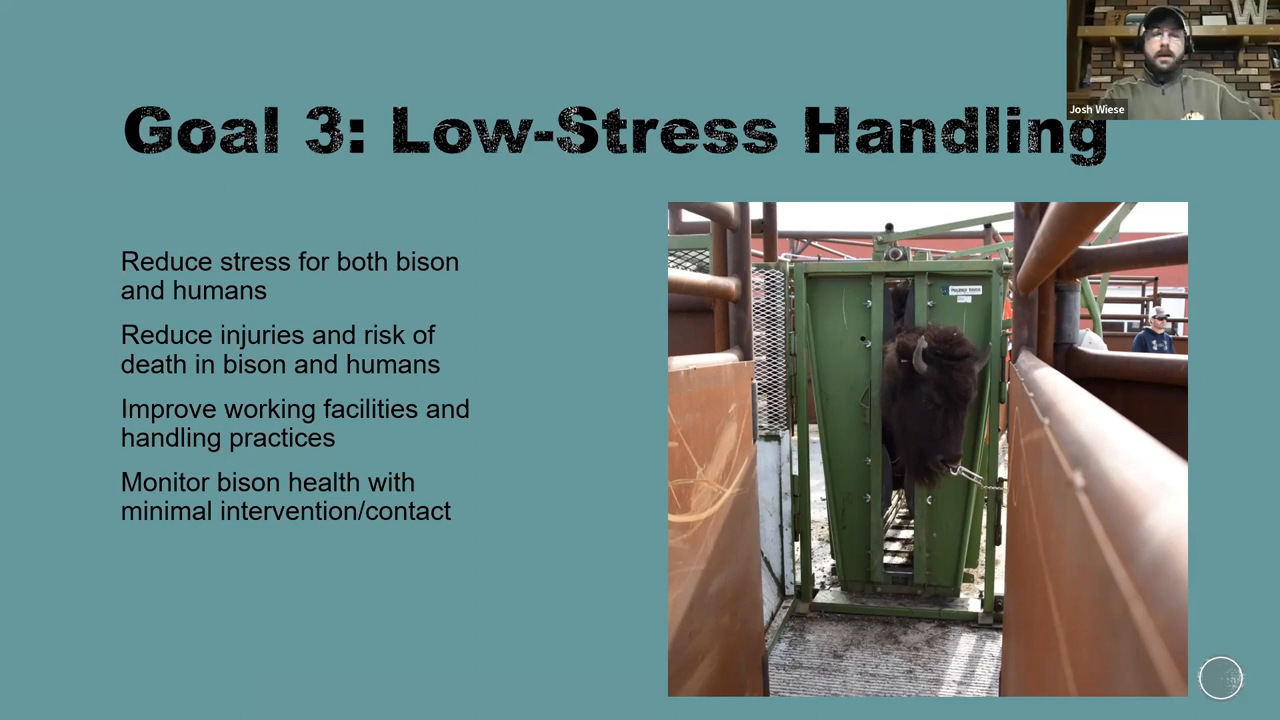 Josh Wiese
Goal 3: Low-Stress Handling
Reduce stress for both bison
and humans
Reduce injuries and risk of
death in bison and humans
Improve working facilities and
handling practices
Monitor bison health with
minimal intervention/contact
W